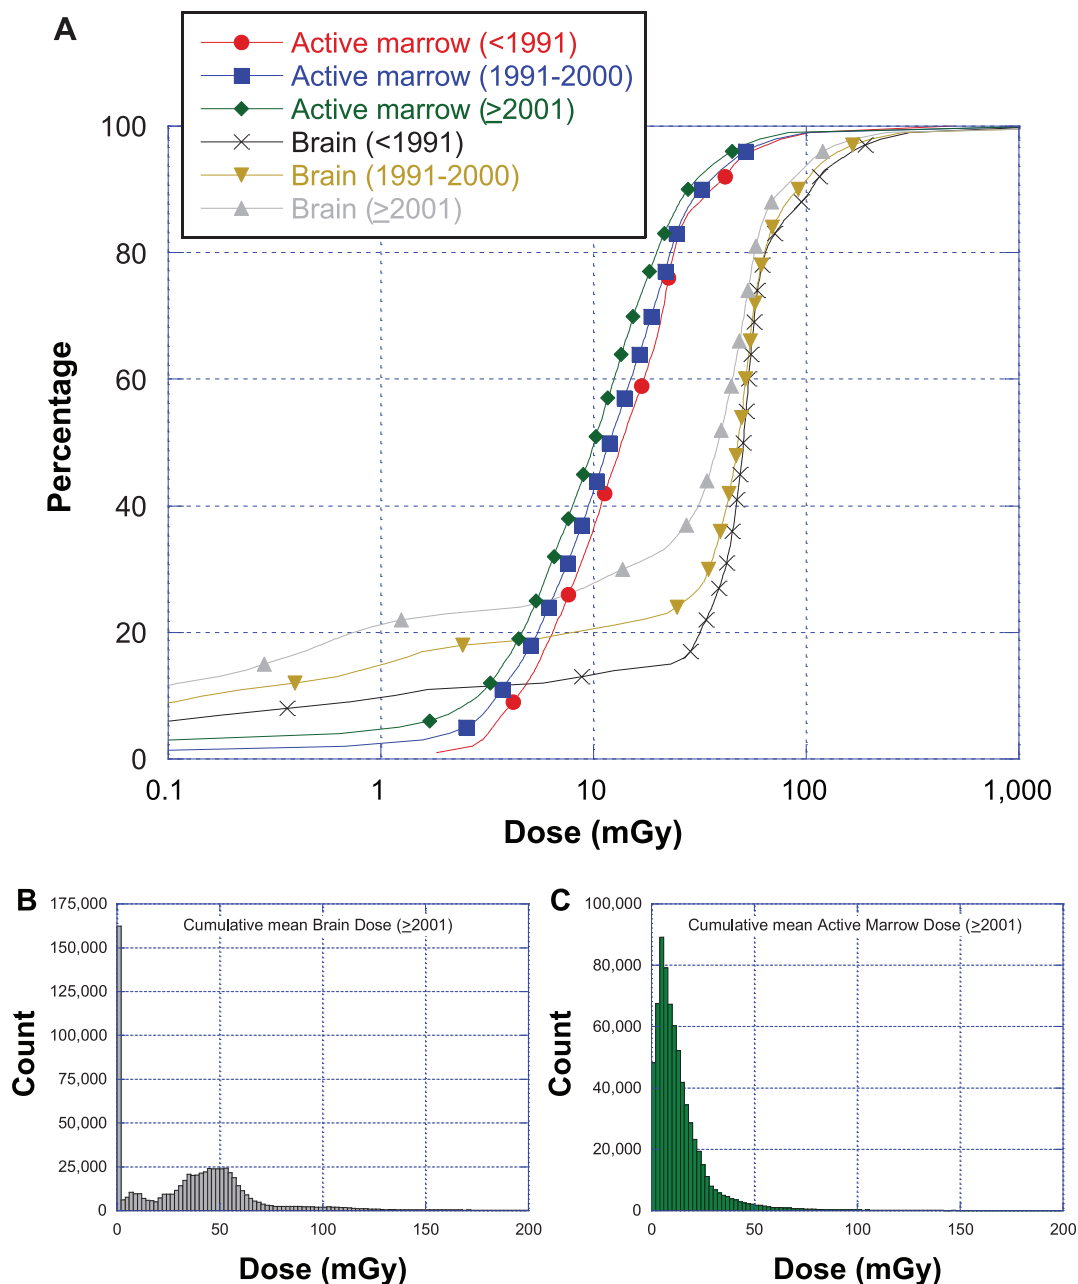 A
Active marrow (<1991)
Active marrow (1991-2000)
Active marrow (≥2001)
Brain (<1991)
Brain (1991-2000)
Brain (≥2001)
100
80
60
40
20
0
Percentage
0.1 1 10 100 1,000
Dose (mGy)
B
Cumulative mean Brain Dose (≥2001)
175,000
150,000
125,000
100,000
75,000
50,000
25,000
0
Count
0 50 100 150 200
Dose (mGy)
C
Cumulative mean Active Marrow Dose (≥2001)
100,000
80,000
60,000
40,000
20,000
0
Count
0 50 100 150 200
Dose (mGy)